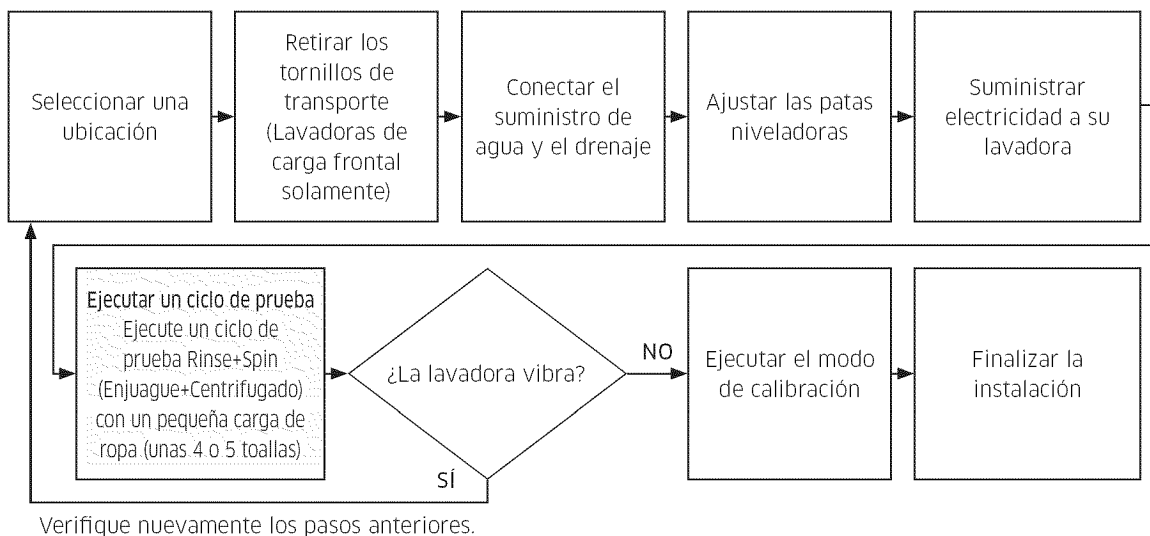 Seleccionar una
ubicación
Retirar los
tornillos de
transporte
(Lavadoras de
carga frontal
solamente)
Conectar el
suministro de
agua y el drenaje
Ajustar las patas
niveladoras
Suministrar
electricidad a su
lavadora
Ejecutar un ciclo de prueba
Ejecute un ciclo de
prueba Rinse+Spin
(Enjuague+Centrifugado)
con un pequeña carga de
ropa (unas 4 o 5 toallas)
¿La lavadora vibra?
NO
SÍ
Ejecutar el modo
de calibración
Finalizar la
instalación
Verifique nuevamente los pasos anteriores.